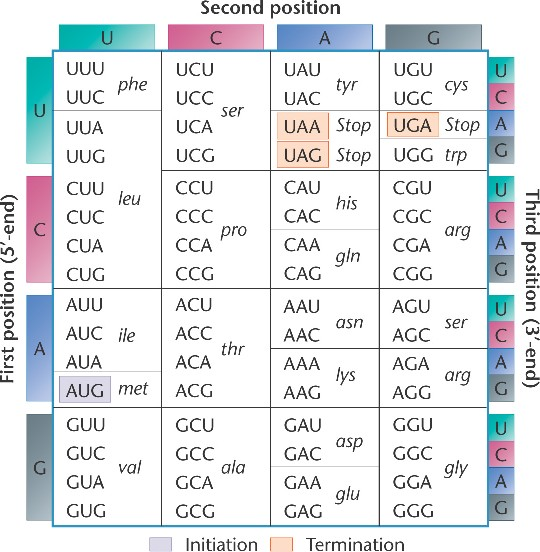 Second position
U C A G
First position (5′-end)
Third position (3′-end)
U
UUU phe UCU UAU tyr UGU cys U
UUC UCC ser UAC UGC C
UUA UCA UAA Stop UGA Stop A
UUG UCG UAG Stop UGG trp G
C
CUU leu CCU CAU his CGU U
CUC CCC pro CAC CGC arg C
CUA CCA CAA gln CGA A
CUG CCG CAG CGG G
A
AUU ACU AAU asn AGU ser U
AUC ile ACC thr AAC AGC C
AUA ACA AAA lys AGA arg A
AUG met ACG AAG AGG G
G
GUU GCU GAU asp GGU U
GUC val GCC ala GAC GGC gly C
GUA GCA GAA glu GGA A
GUG GCG GAG GGG G
Initiation Termination